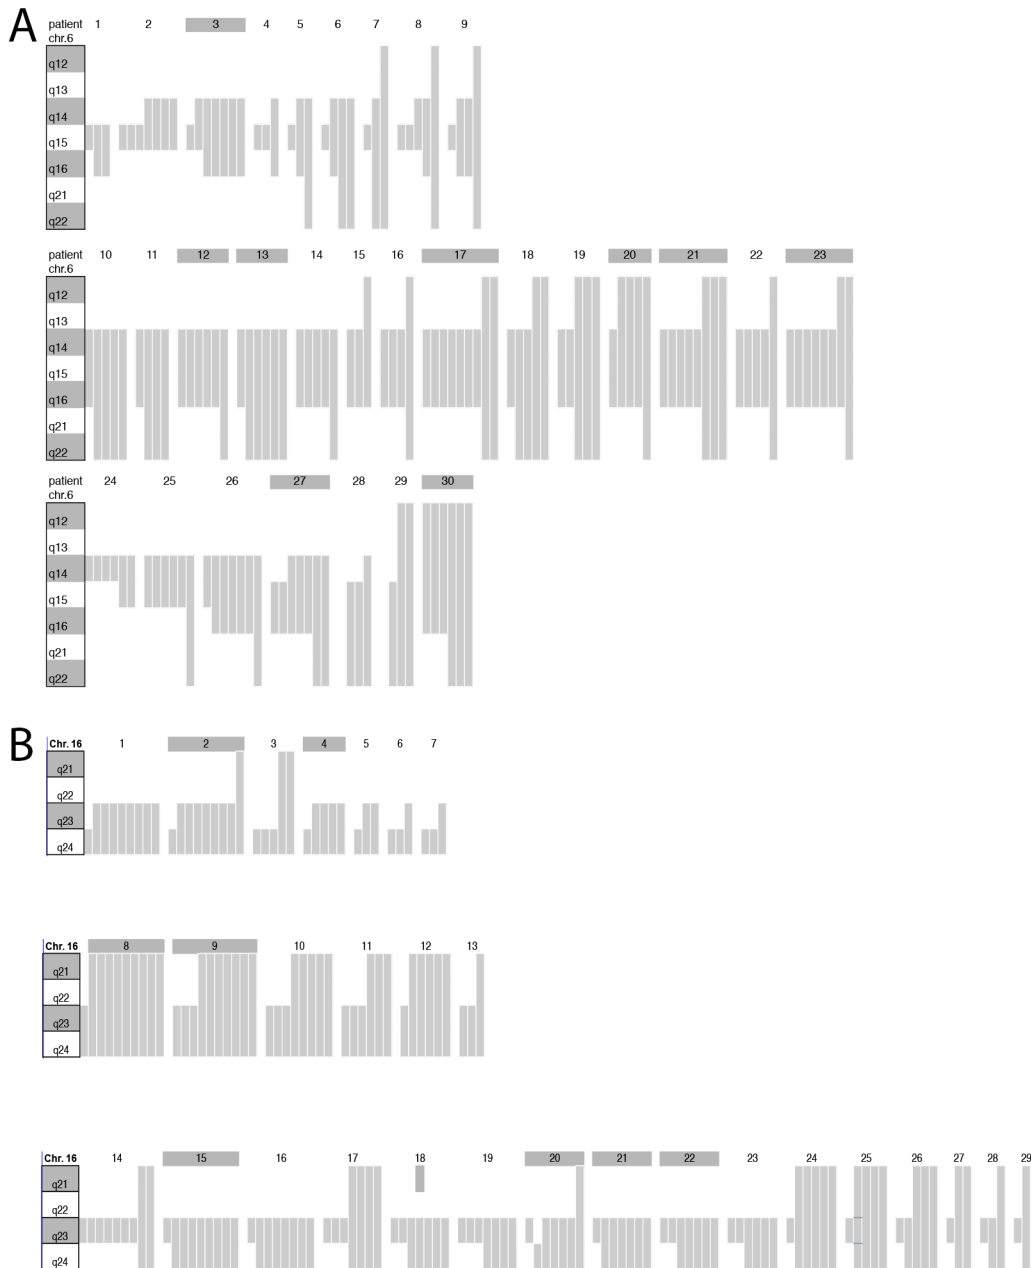 A
patient 1 2 3 4 5 6 7 8 9
chr.6
q12
q13
q14
q15
q16
q21
q22
patient 10 11 12 13 14 15 16 17 18 19 20 21 22 23
chr.6
q12
q13
q14
q15
q16
q21
q22
patient 24 25 26 27 28 29 30
chr.6
q12
q13
q14
q15
q16
q21
q22
B
Chr. 16 1 2 3 4 5 6 7
q21
q22
q23
q24
Chr. 16 8 9 10 11 12 13
q21
q22
q23
q24
Chr. 16 14 15 16 17 18 19 20 21 22 23 24 25 26 27 28 29
q21
q22
q23
q24